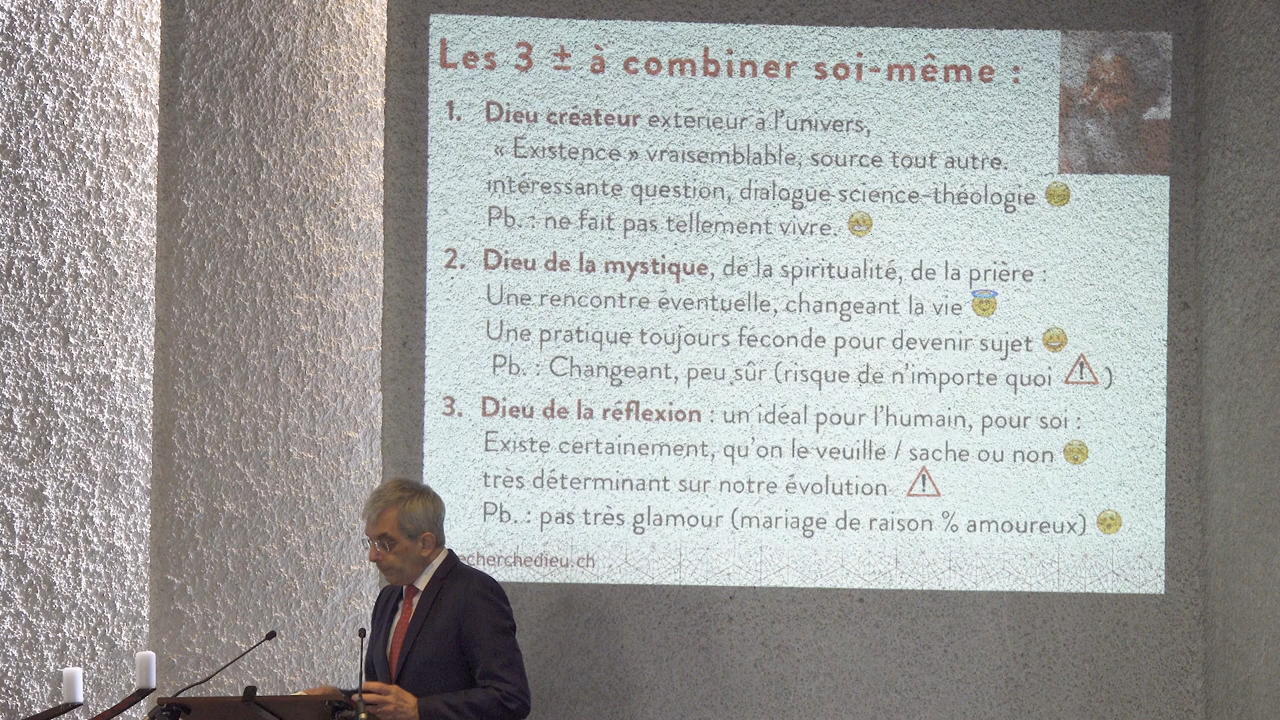 Les 3 ± à combiner soi-même :
1. Dieu créateur extérieur à l'univers,
« Existence » vraisemblable, source tout autre.
intéressante question, dialogue science-théologie
Pb. : ne fait pas tellement vivre.
2. Dieu de la mystique, de la spiritualité, de la prière :
Une rencontre éventuelle, changeant la vie
Une pratique toujours féconde pour devenir sujet
Pb. : Changeant, peu sûr (risque de n'importe quoi ⚠ )
3. Dieu de la réflexion : un idéal pour l'humain, pour soi :
Existe certainement, qu'on le veuille / sache ou non
très déterminant sur notre évolution ⚠
Pb. : pas très glamour (mariage de raison % amoureux)
echerchedieu.ch